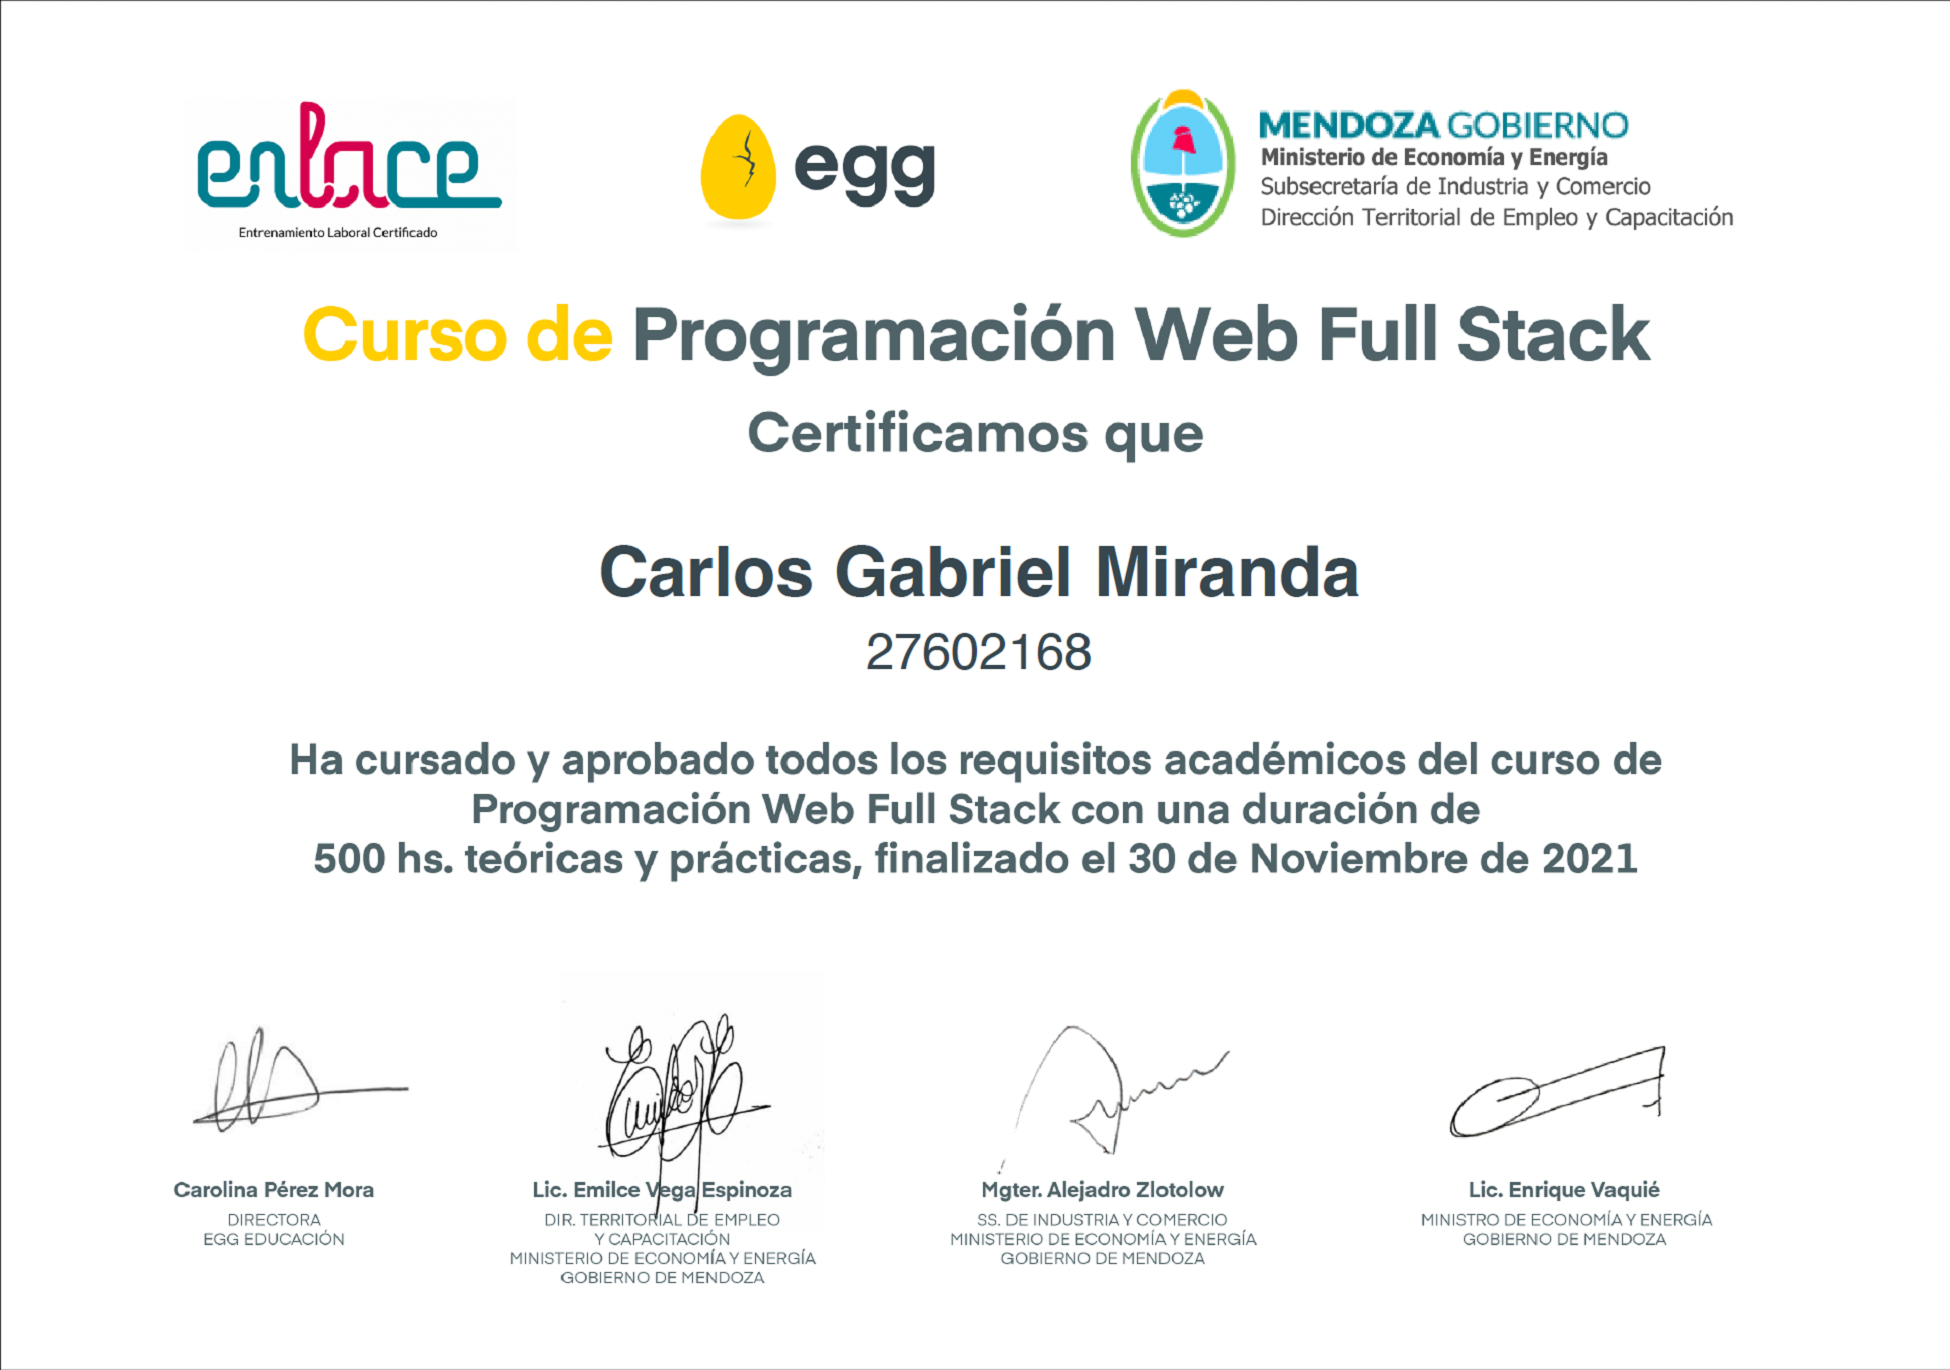 enlace
Entrenamiento Laboral Certificado
egg
MENDOZA GOBIERNO
Ministerio de Economía y Energía
Subsecretaría de Industria y Comercio
Dirección Territorial de Empleo y Capacitación
Curso de Programación Web Full Stack
Certificamos que
Carlos Gabriel Miranda
27602168
Ha cursado y aprobado todos los requisitos académicos del curso de
Programación Web Full Stack con una duración de
500 hs. teóricas y prácticas, finalizado el 30 de Noviembre de 2021
Carolina Pérez Mora
DIRECTORA
EGG EDUCACIÓN
Lic. Emilce Vega Espinoza
DIR. TERRITORIAL DE EMPLEO
Y CAPACITACIÓN
MINISTERIO DE ECONOMÍA Y ENERGÍA
GOBIERNO DE MENDOZA
Mgter. Alejadro Zlotolow
SS. DE INDUSTRIA Y COMERCIO
MINISTERIO DE ECONOMÍA Y ENERGÍA
GOBIERNO DE MENDOZA
Lic. Enrique Vaquié
MINISTRO DE ECONOMÍA Y ENERGÍA
GOBIERNO DE MENDOZA